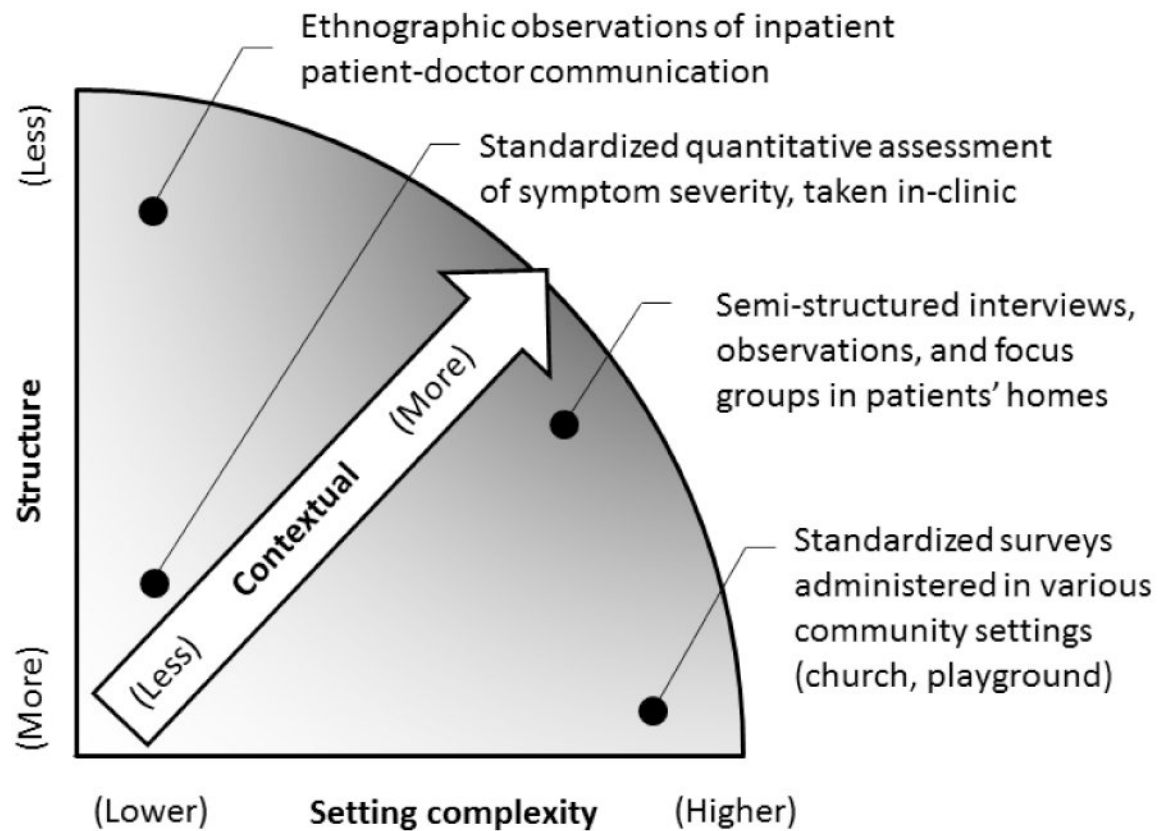 Ethnographic observations of inpatient
patient-doctor communication
Standardized quantitative assessment
of symptom severity, taken in-clinic
Semi-structured interviews,
observations, and focus
groups in patients’ homes
Standardized surveys
administered in various
community settings
(church, playground)
(Less)
Structure
(More)
(Less)
Contextual
(More)
(Lower)
Setting complexity
(Higher)